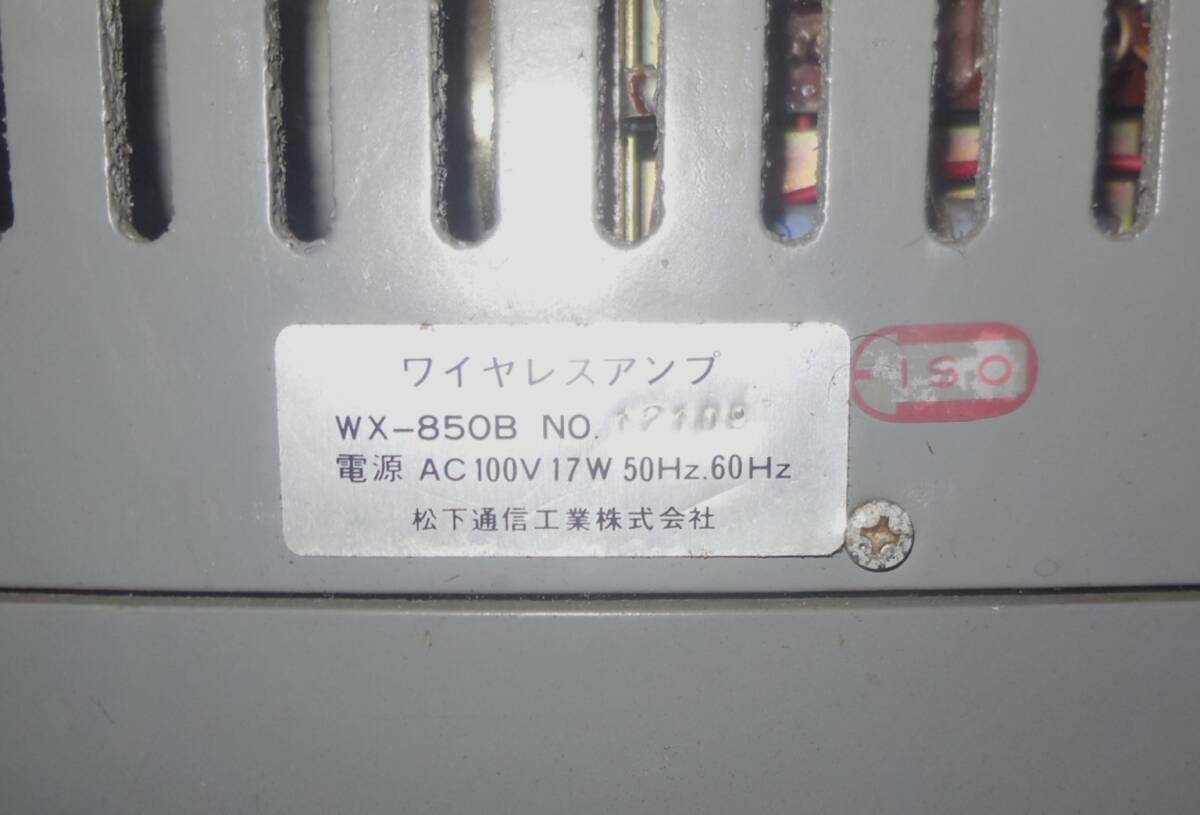 ワイヤレスアンプ
WX-850B NO.
電源 AC100V 17W 50Hz.60Hz
松下通信工業株式会社
ISO